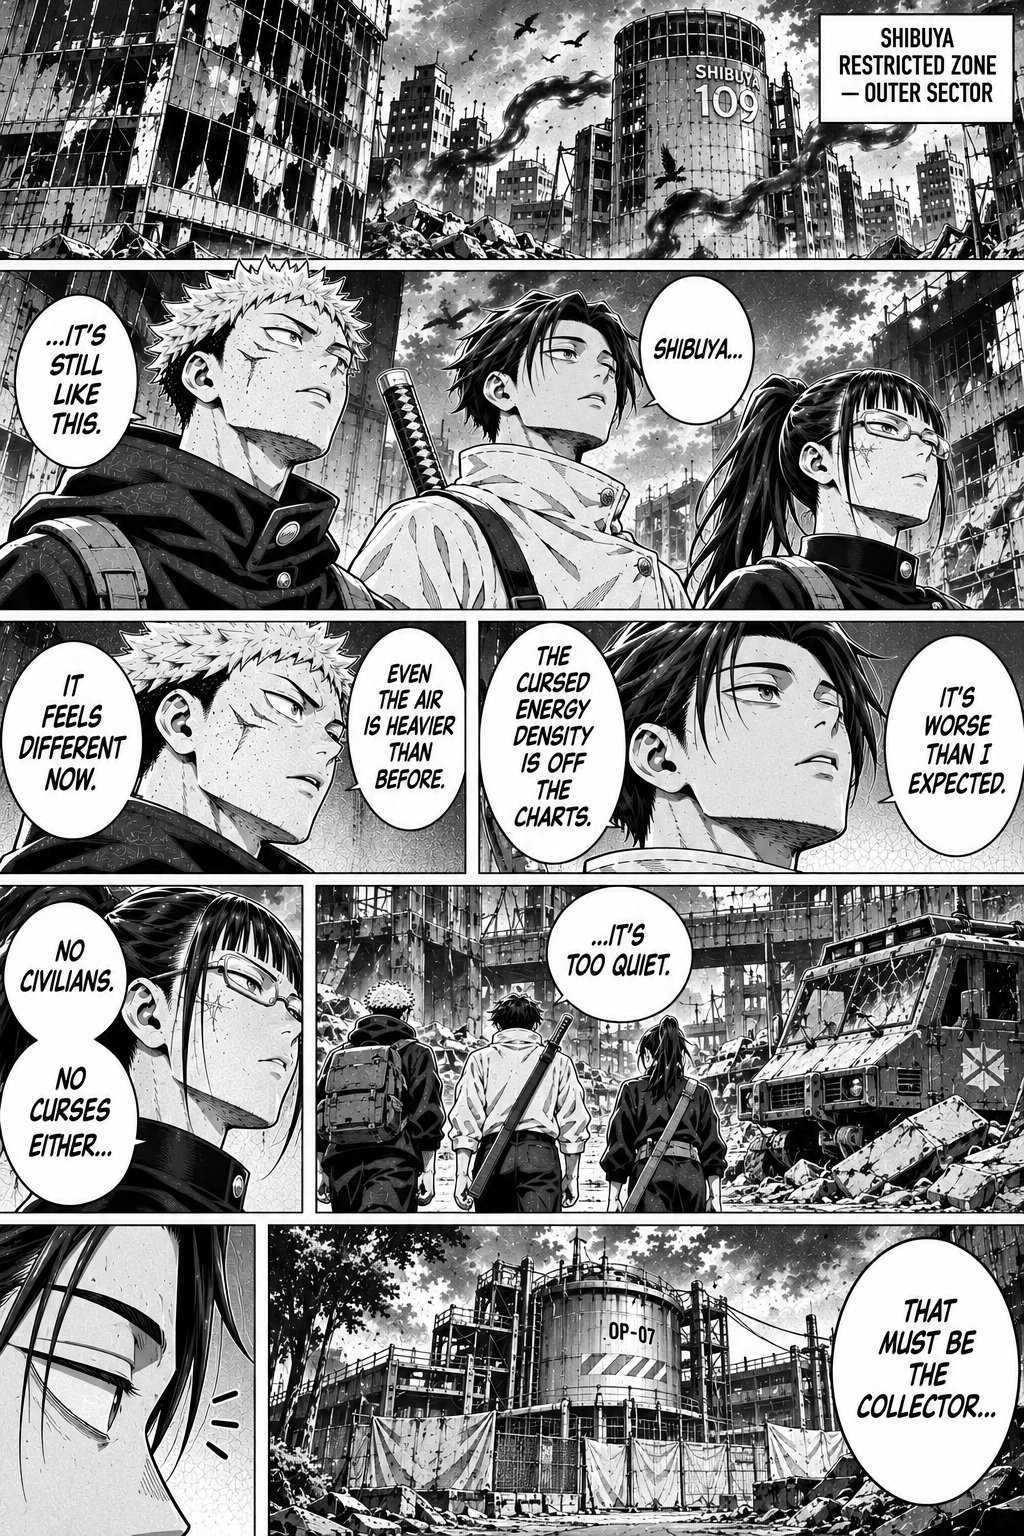 SHIBUYA
RESTRICTED ZONE
— OUTER SECTOR
SHIBUYA
109
...IT'S
STILL
LIKE
THIS.
SHIBUYA...
IT
FEELS
DIFFERENT
NOW.
EVEN
THE AIR
IS HEAVIER
THAN
BEFORE.
THE
CURSED
ENERGY
DENSITY
IS OFF
THE
CHARTS.
IT'S
WORSE
THAN I
EXPECTED.
NO
CIVILIANS.
NO
CURSES
EITHER...
...IT'S
TOO QUIET.
OP-07
THAT
MUST BE
THE
COLLECTOR...